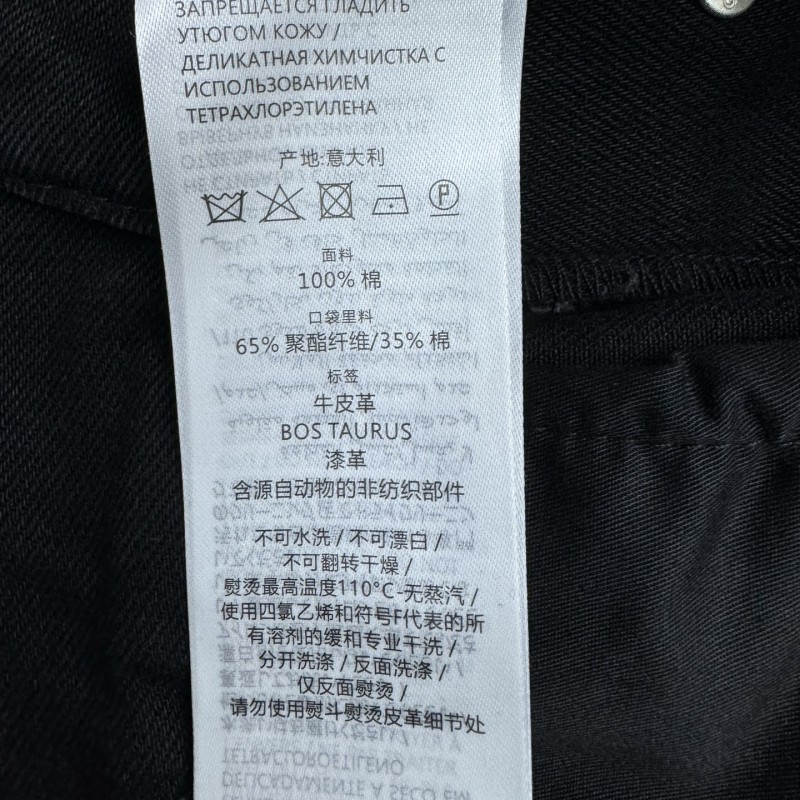 ЗАПРЕЩАЕТСЯ ГЛАДИТЬ
УТЮГОМ КОЖУ /
ДЕЛИКАТНАЯ ХИМЧИСТКА С
ИСПОЛЬЗОВАНИЕМ
ТЕТРАХЛОРЭТИЛЕНА
产地:意大利
P
面料
100% 棉
口袋里料
65% 聚酯纤维/35% 棉
标签
牛皮革
BOS TAURUS
漆革
含源自动物的非纺织部件
不可水洗 / 不可漂白 /
不可翻转干燥 /
熨烫最高温度110°C-无蒸汽 /
使用四氯乙烯和符号F代表的所
有溶剂的缓和专业干洗 /
分开洗涤 / 反面洗涤 /
仅反面熨烫 /
请勿使用熨斗熨烫皮革细节处